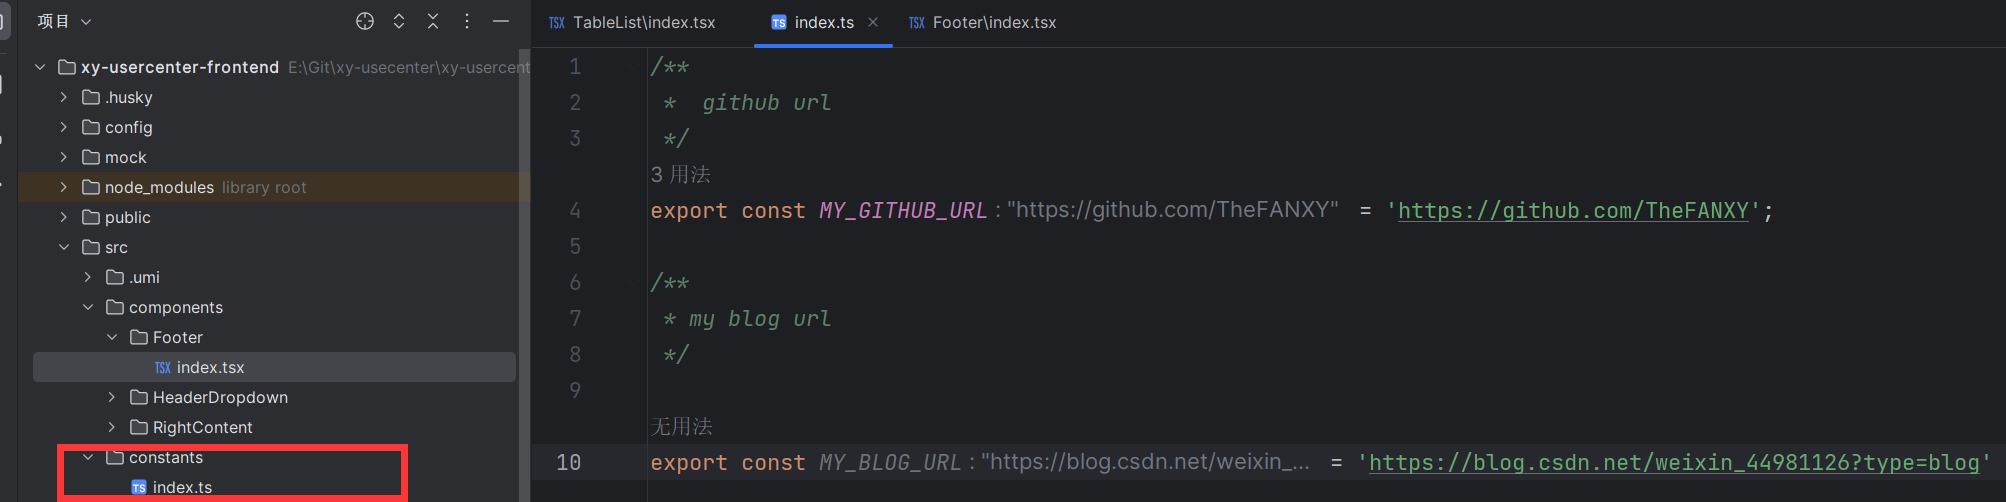 项目
xy-usercenter-frontend E:\Git\xy-usecenter\xy-usercent
.husky
config
mock
node_modules library root
public
src
.umi
components
Footer
TSX index.tsx
HeaderDropdown
RightContent
constants
TS index.ts
TSX TableList\index.tsx
TS index.ts
TSX Footer\index.tsx
1 /**
2 * github url
3 */
3 用法
4 export const MY_GITHUB_URL : "https://github.com/TheFANXY" = 'https://github.com/TheFANXY';
5
6 /**
7 * my blog url
8 */
9
无用法
10 export const MY_BLOG_URL : "https://blog.csdn.net/weixin_... = 'https://blog.csdn.net/weixin_44981126?type=blog'